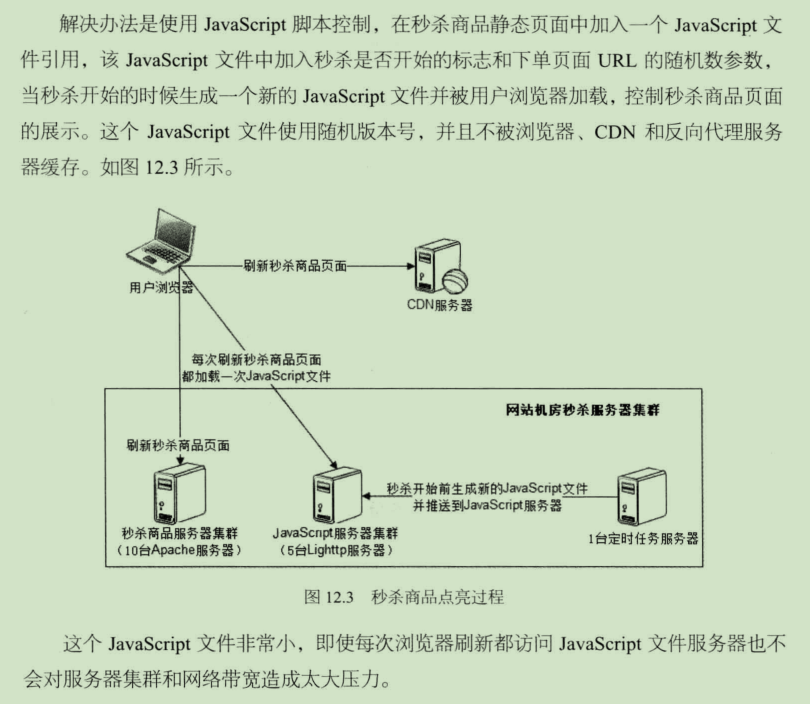 解决办法是使用 JavaScript 脚本控制，在秒杀商品静态页面中加入一个 JavaScript 文
件引用，该 JavaScript 文件中加入秒杀是否开始的标志和下单页面 URL 的随机数参数，
当秒杀开始的时候生成一个新的 JavaScript 文件并被用户浏览器加载，控制秒杀商品页面
的展示。这个 JavaScript 文件使用随机版本号，并且不被浏览器、CDN 和反向代理服务
器缓存。如图 12.3 所示。
刷新秒杀商品页面
用户浏览器
CDN服务器
每次刷新秒杀商品页面
都加载一次JavaScript文件
网站机房秒杀服务器集群
刷新秒杀商品页面
秒杀开始前生成新的JavaScript文件
并推送到JavaScript服务器
秒杀商品服务器集群
（10台Apache服务器）
JavaScript服务器集群
（5台Lighttp服务器）
1台定时任务服务器
图 12.3 秒杀商品点亮过程
这个 JavaScript 文件非常小，即使每次浏览器刷新都访问 JavaScript 文件服务器也不
会对服务器集群和网络带宽造成太大压力。